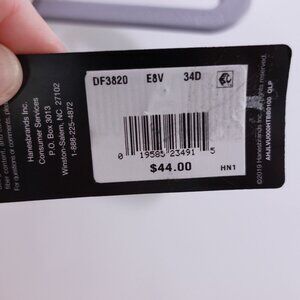 DF3820 E8V 34D
0 19585 23491 5
$44.00
HN1
Hanesbrands Inc.
Consumer Services
P.O. Box 3013
Winston-Salem, NC 27102
1-888-225-4872
©2019 Hanesbrands Inc. All rights reserved.